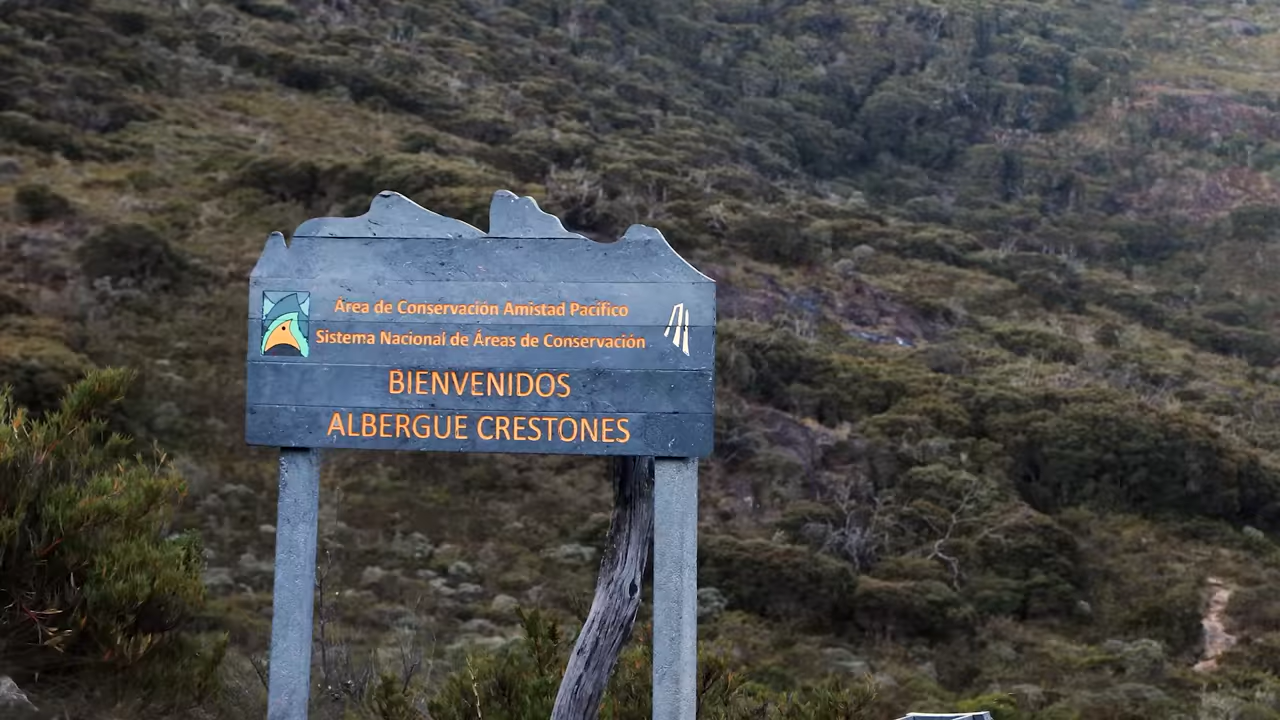 Área de Conservación Amistad Pacífico
Sistema Nacional de Áreas de Conservación
BIENVENIDOS
ALBERGUE CRESTONES